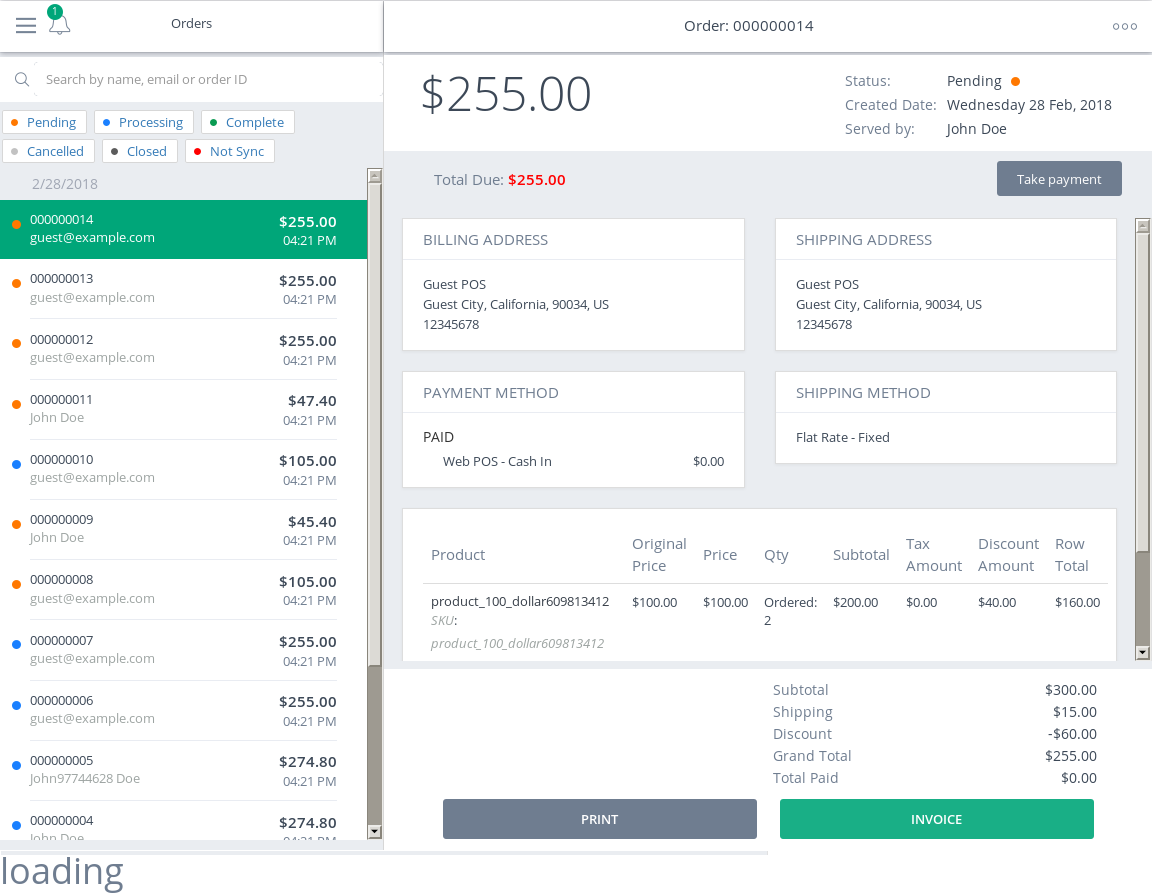 1
Orders
Search by name, email or order ID
Pending Processing Complete
Cancelled Closed Not Sync
2/28/2018
000000014 $255.00
guest@example.com 04:21 PM
000000013 $255.00
guest@example.com 04:21 PM
000000012 $255.00
guest@example.com 04:21 PM
000000011 $47.40
John Doe 04:21 PM
000000010 $105.00
guest@example.com 04:21 PM
000000009 $45.40
John Doe 04:21 PM
000000008 $105.00
guest@example.com 04:21 PM
000000007 $255.00
guest@example.com 04:21 PM
000000006 $255.00
guest@example.com 04:21 PM
000000005 $274.80
John97744628 Doe 04:21 PM
000000004 $274.80
John Doe 04:21 PM
Order: 000000014
$255.00
Status: Pending
Created Date: Wednesday 28 Feb, 2018
Served by: John Doe
Total Due: $255.00
Take payment
BILLING ADDRESS
Guest POS
Guest City, California, 90034, US
12345678
SHIPPING ADDRESS
Guest POS
Guest City, California, 90034, US
12345678
PAYMENT METHOD
PAID
Web POS - Cash In $0.00
SHIPPING METHOD
Flat Rate - Fixed
Product Original Price Price Qty Subtotal Tax Amount Discount Amount Row Total
product_100_dollar609813412 $100.00 $100.00 Ordered: 2 $200.00 $0.00 $40.00 $160.00
SKU:
product_100_dollar609813412
Subtotal $300.00
Shipping $15.00
Discount -$60.00
Grand Total $255.00
Total Paid $0.00
PRINT
INVOICE
loading